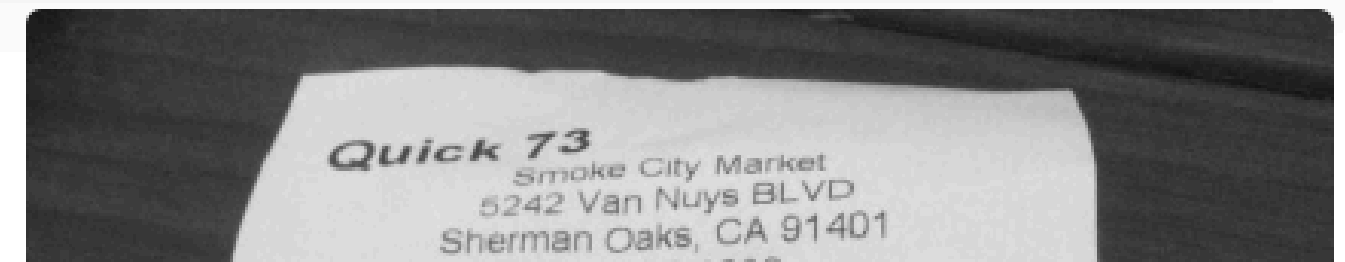 Quick 73
Smoke City Market
5242 Van Nuys BLVD
Sherman Oaks, CA 91401